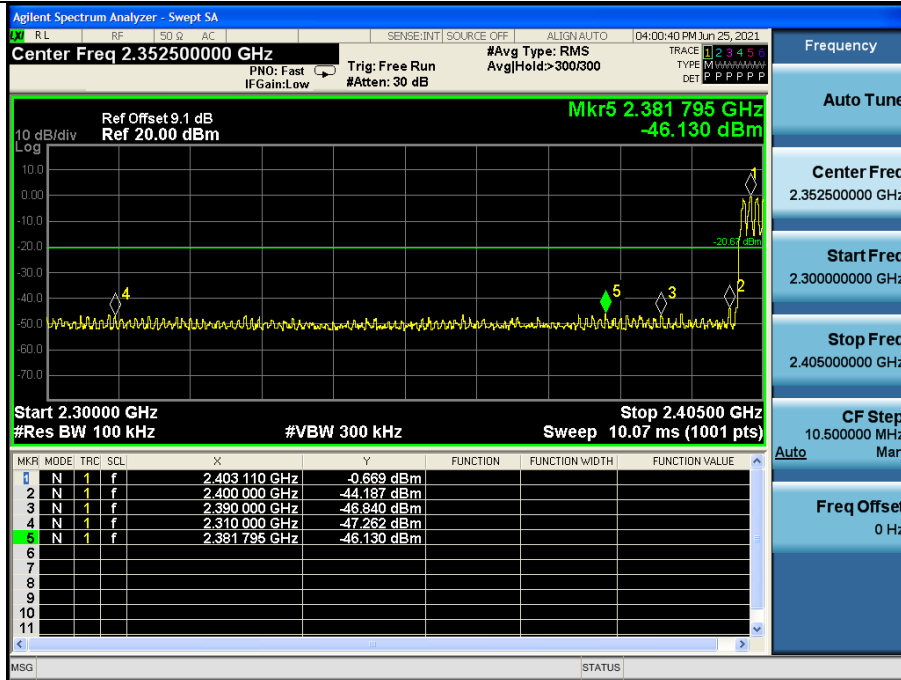 Agilent Spectrum Analyzer - Swept SA
LXI RL RF 50 Ω AC SENSE:INT SOURCE OFF ALIGN AUTO 04:00:40 PM Jun 25, 2021
Center Freq 2.352500000 GHz
#Avg Type: RMS
TRACE 1 2 3 4 5 6
PNO: Fast
Trig: Free Run
Avg|Hold:>300/300
TYPE M
IFGain:Low
#Atten: 30 dB
DET P P P P P P
Mkr5 2.381 795 GHz
-46.130 dBm
Ref Offset 9.1 dB
10 dB/div Ref 20.00 dBm
Log
10.0
0.00
-10.0
-20.0
-30.0
-40.0
-50.0
-60.0
-70.0
-20.67 dBm
1
2
3
4
5
Start 2.30000 GHz Stop 2.40500 GHz
#Res BW 100 kHz #VBW 300 kHz Sweep 10.07 ms (1001 pts)
MKR MODE TRC SCL X Y FUNCTION FUNCTION WIDTH FUNCTION VALUE
1 N 1 f 2.403 110 GHz -0.669 dBm
2 N 1 f 2.400 000 GHz -44.187 dBm
3 N 1 f 2.390 000 GHz -46.840 dBm
4 N 1 f 2.310 000 GHz -47.262 dBm
5 N 1 f 2.381 795 GHz -46.130 dBm
6
7
8
9
10
11
MSG STATUS
Frequency
Auto Tune
Center Freq
2.352500000 GHz
Start Freq
2.300000000 GHz
Stop Freq
2.405000000 GHz
CF Step
10.500000 MHz
Auto Man
Freq Offset
0 Hz